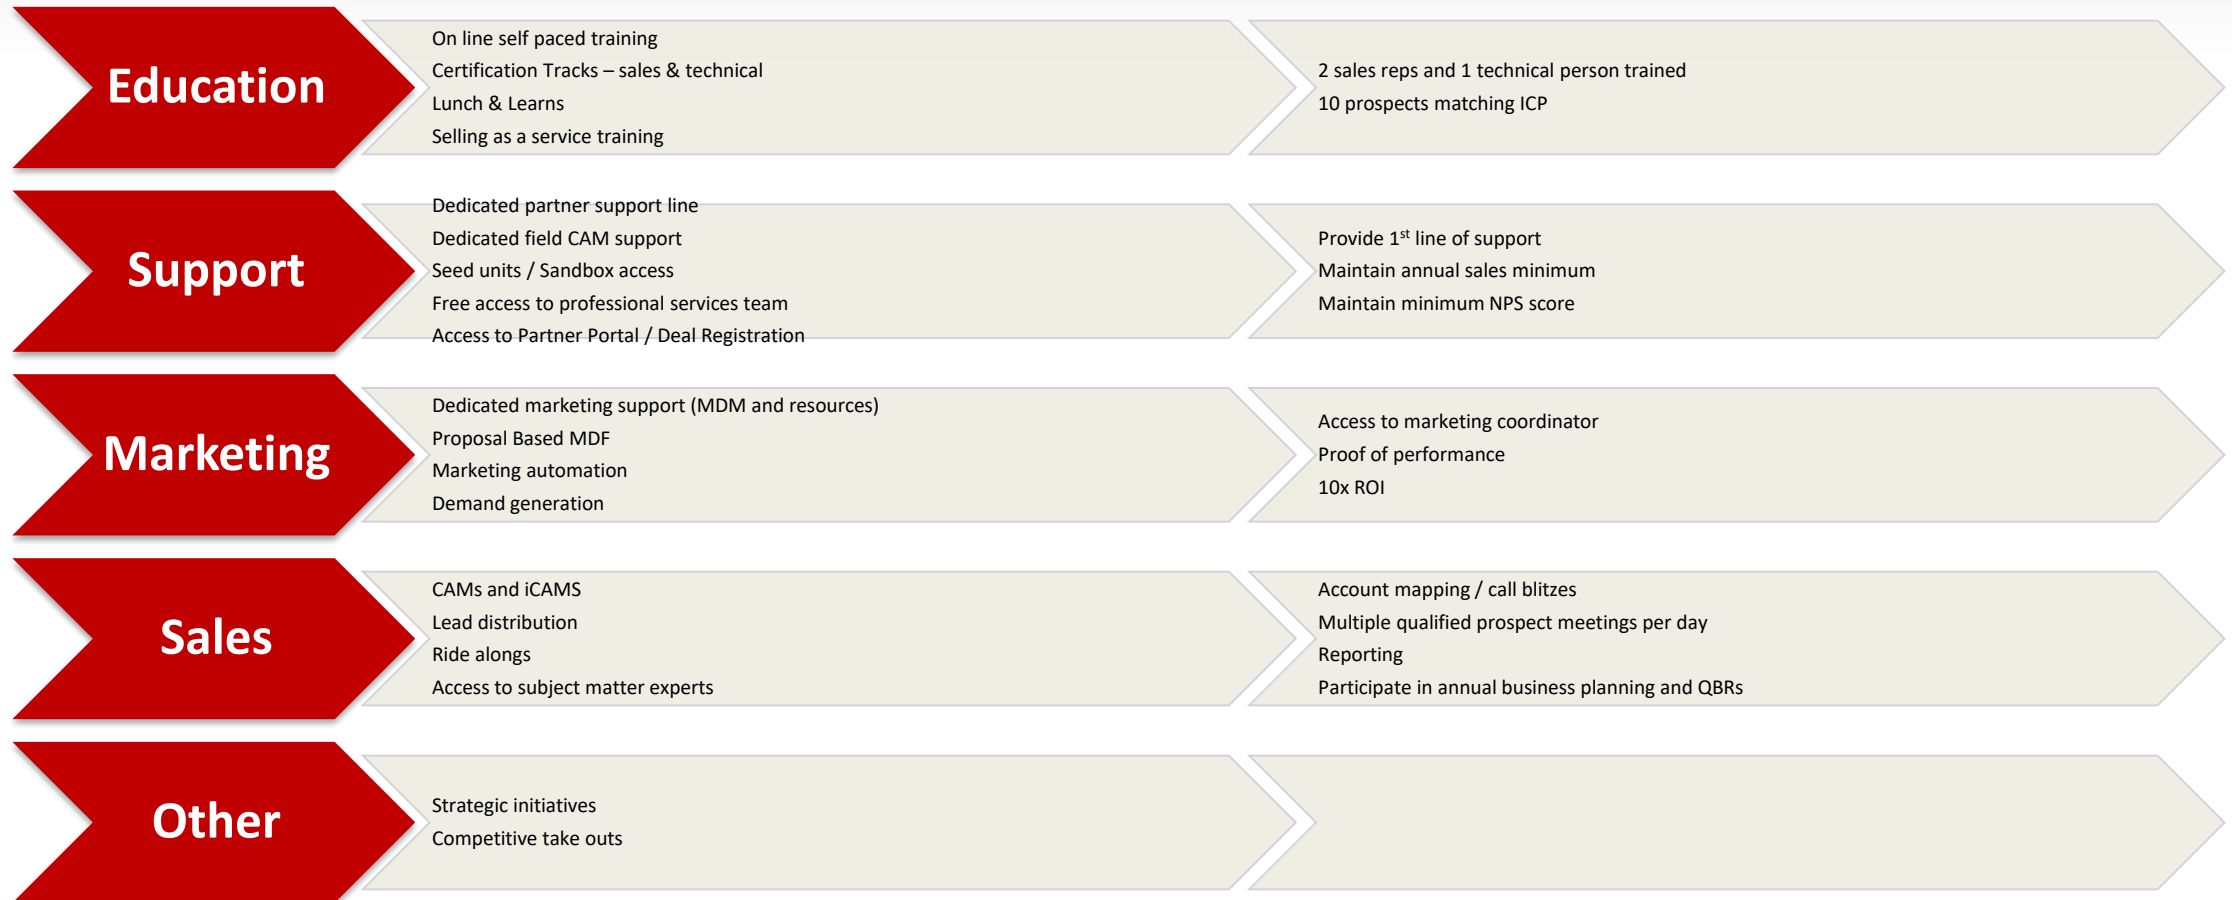 Education
On line self paced training
Certification Tracks – sales & technical
Lunch & Learns
Selling as a service training
2 sales reps and 1 technical person trained
10 prospects matching ICP
Support
Dedicated partner support line
Dedicated field CAM support
Seed units / Sandbox access
Free access to professional services team
Access to Partner Portal / Deal Registration
Provide 1st line of support
Maintain annual sales minimum
Maintain minimum NPS score
Marketing
Dedicated marketing support (MDM and resources)
Proposal Based MDF
Marketing automation
Demand generation
Access to marketing coordinator
Proof of performance
10x ROI
Sales
CAMs and iCAMS
Lead distribution
Ride alongs
Access to subject matter experts
Account mapping / call blitzes
Multiple qualified prospect meetings per day
Reporting
Participate in annual business planning and QBRs
Other
Strategic initiatives
Competitive take outs